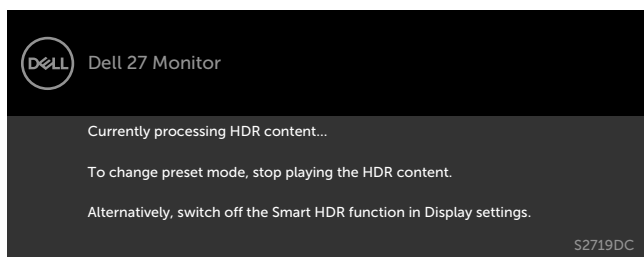 DELL
Dell 27 Monitor
Currently processing HDR content...
To change preset mode, stop playing the HDR content.
Alternatively, switch off the Smart HDR function in Display settings.
S2719DC